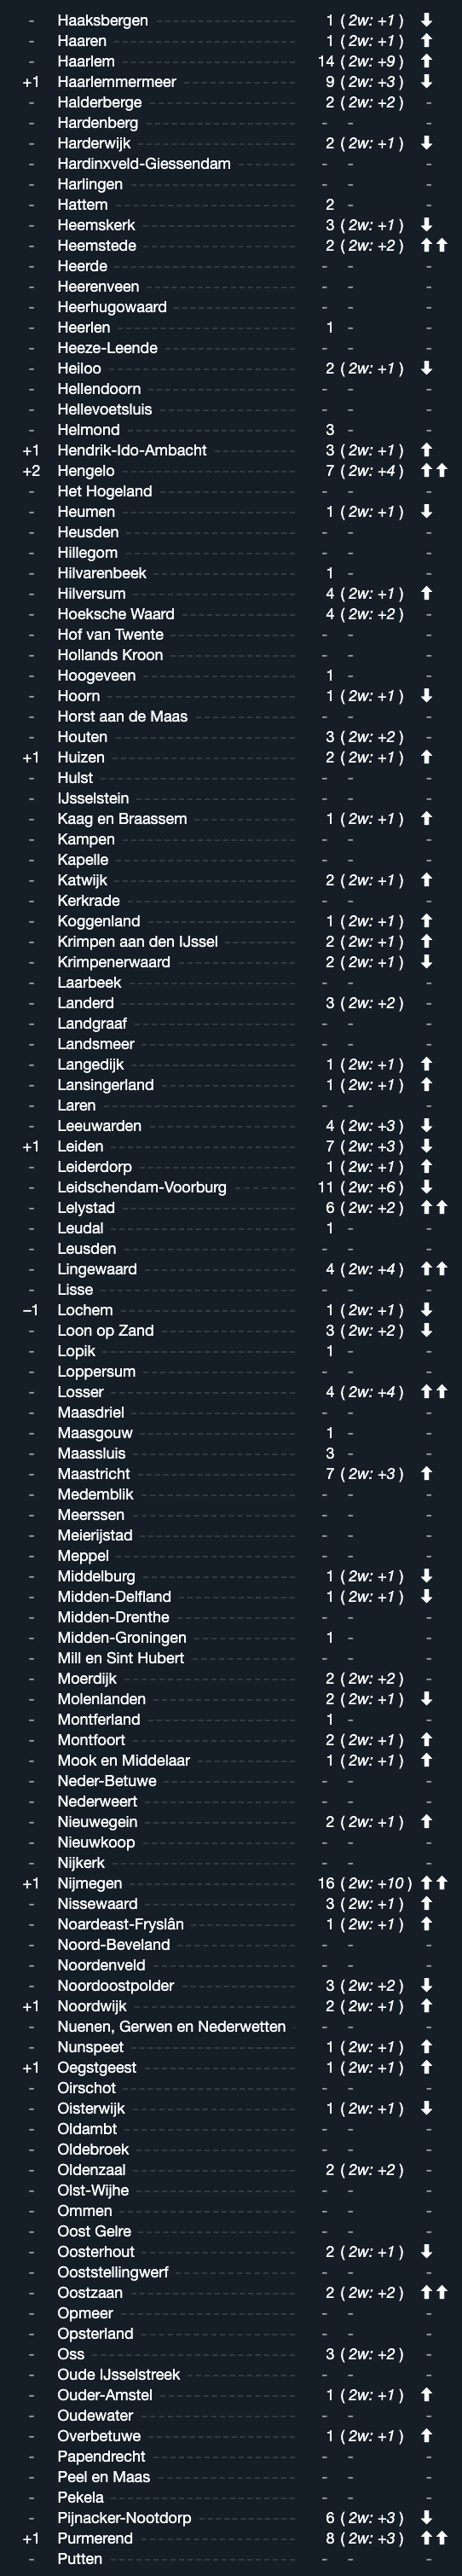 - Haaksbergen 1 (2w: +1) ⬇
- Haaren 1 (2w: +1) ⬆
- Haarlem 14 (2w: +9) ⬆
+1 Haarlemmermeer 9 (2w: +3) ⬇
- Halderberge 2 (2w: +2) -
- Hardenberg - - -
- Harderwijk 2 (2w: +1) ⬇
- Hardinxveld-Giessendam - - -
- Harlingen - - -
- Hattem 2 - -
- Heemskerk 3 (2w: +1) ⬇
- Heemstede 2 (2w: +2) ⬆⬆
- Heerde - - -
- Heerenveen - - -
- Heerhugowaard - - -
- Heerlen 1 - -
- Heeze-Leende - - -
- Heiloo 2 (2w: +1) ⬇
- Hellendoorn - - -
- Hellevoetsluis - - -
- Helmond 3 - -
+1 Hendrik-Ido-Ambacht 3 (2w: +1) ⬆
+2 Hengelo 7 (2w: +4) ⬆⬆
- Het Hogeland - - -
- Heumen 1 (2w: +1) ⬇
- Heusden - - -
- Hillegom - - -
- Hilvarenbeek 1 - -
- Hilversum 4 (2w: +1) ⬆
- Hoeksche Waard 4 (2w: +2) -
- Hof van Twente - - -
- Hollands Kroon - - -
- Hoogeveen 1 - -
- Hoorn 1 (2w: +1) ⬇
- Horst aan de Maas - - -
- Houten 3 (2w: +2) -
+1 Huizen 2 (2w: +1) ⬆
- Hulst - - -
- IJsselstein - - -
- Kaag en Braassem 1 (2w: +1) ⬆
- Kampen - - -
- Kapelle - - -
- Katwijk 2 (2w: +1) ⬆
- Kerkrade - - -
- Koggenland 1 (2w: +1) ⬆
- Krimpen aan den IJssel 2 (2w: +1) ⬆
- Krimpenerwaard 2 (2w: +1) ⬇
- Laarbeek - - -
- Landerd 3 (2w: +2) -
- Landgraaf - - -
- Landsmeer - - -
- Langedijk 1 (2w: +1) ⬆
- Lansingerland 1 (2w: +1) ⬆
- Laren - - -
- Leeuwarden 4 (2w: +3) ⬇
+1 Leiden 7 (2w: +3) ⬇
- Leiderdorp 1 (2w: +1) ⬆
- Leidschendam-Voorburg 11 (2w: +6) ⬇
- Lelystad 6 (2w: +2) ⬆⬆
- Leudal 1 - -
- Leusden - - -
- Lingewaard 4 (2w: +4) ⬆⬆
- Lisse - - -
–1 Lochem 1 (2w: +1) ⬇
- Loon op Zand 3 (2w: +2) ⬇
- Lopik 1 - -
- Loppersum - - -
- Losser 4 (2w: +4) ⬆⬆
- Maasdriel - - -
- Maasgouw 1 - -
- Maassluis 3 - -
- Maastricht 7 (2w: +3) ⬆
- Medemblik - - -
- Meerssen - - -
- Meierijstad - - -
- Meppel - - -
- Middelburg 1 (2w: +1) ⬇
- Midden-Delfland 1 (2w: +1) ⬇
- Midden-Drenthe - - -
- Midden-Groningen 1 - -
- Mill en Sint Hubert - - -
- Moerdijk 2 (2w: +2) -
- Molenlanden 2 (2w: +1) ⬇
- Montferland 1 - -
- Montfoort 2 (2w: +1) ⬆
- Mook en Middelaar 1 (2w: +1) ⬆
- Neder-Betuwe - - -
- Nederweert - - -
- Nieuwegein 2 (2w: +1) ⬆
- Nieuwkoop - - -
- Nijkerk - - -
+1 Nijmegen 16 (2w: +10) ⬆⬆
- Nissewaard 3 (2w: +1) ⬆
- Noardeast-Fryslân 1 (2w: +1) ⬆
- Noord-Beveland - - -
- Noordenveld - - -
- Noordoostpolder 3 (2w: +2) ⬇
+1 Noordwijk 2 (2w: +1) ⬆
- Nuenen, Gerwen en Nederwetten - - -
- Nunspeet 1 (2w: +1) ⬆
+1 Oegstgeest 1 (2w: +1) ⬆
- Oirschot - - -
- Oisterwijk 1 (2w: +1) ⬇
- Oldambt - - -
- Oldebroek - - -
- Oldenzaal 2 (2w: +2) -
- Olst-Wijhe - - -
- Ommen - - -
- Oost Gelre - - -
- Oosterhout 2 (2w: +1) ⬇
- Ooststellingwerf - - -
- Oostzaan 2 (2w: +2) ⬆⬆
- Opmeer - - -
- Opsterland - - -
- Oss 3 (2w: +2) -
- Oude IJsselstreek - - -
- Ouder-Amstel 1 (2w: +1) ⬆
- Oudewater - - -
- Overbetuwe 1 (2w: +1) ⬆
- Papendrecht - - -
- Peel en Maas - - -
- Pekela - - -
- Pijnacker-Nootdorp 6 (2w: +3) ⬇
+1 Purmerend 8 (2w: +3) ⬆⬆
- Putten - - -